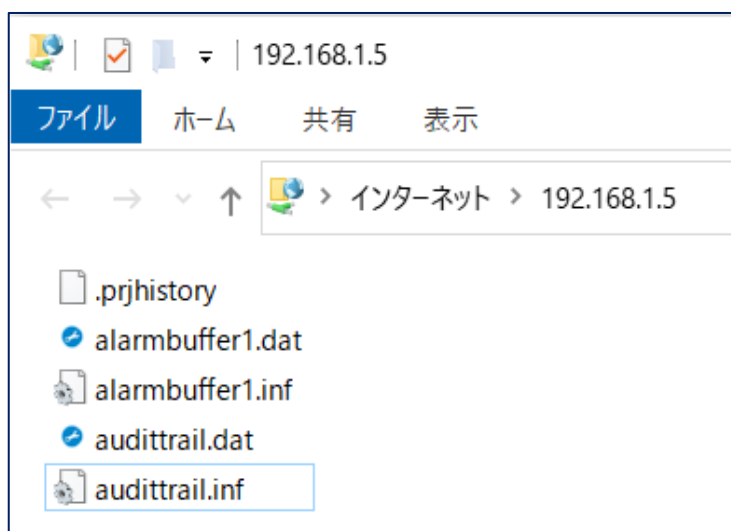 192.168.1.5
ファイル ホーム 共有 表示
インターネット > 192.168.1.5
.prjhistory
alarmbuffer1.dat
alarmbuffer1.inf
audittrail.dat
audittrail.inf